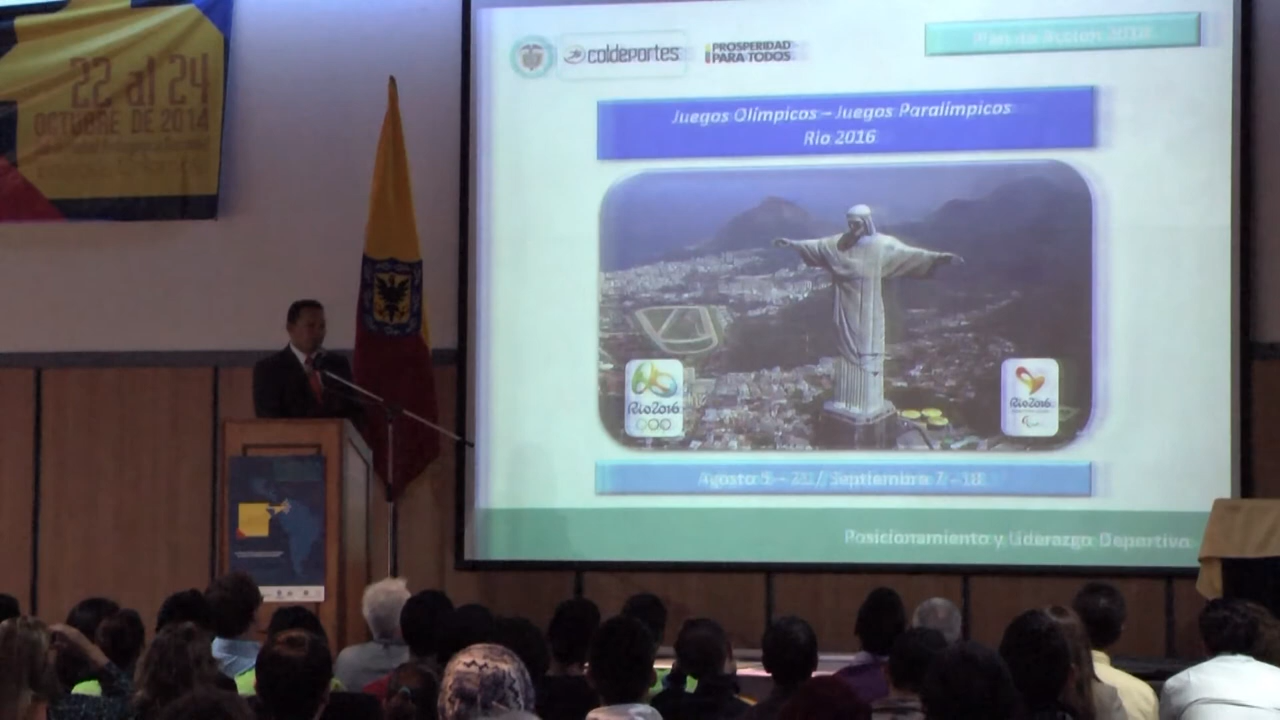 22 al 24
OCTUBRE DE 2014
coldeportes
PROSPERIDAD
PARA TODOS
Juegos Olímpicos – Juegos Paralímpicos
Rio 2016
Rio2016
Rio2016
Agosto 5 - 21 / Septiembre 7 - 18
Posicionamiento y Liderazgo Deportivo